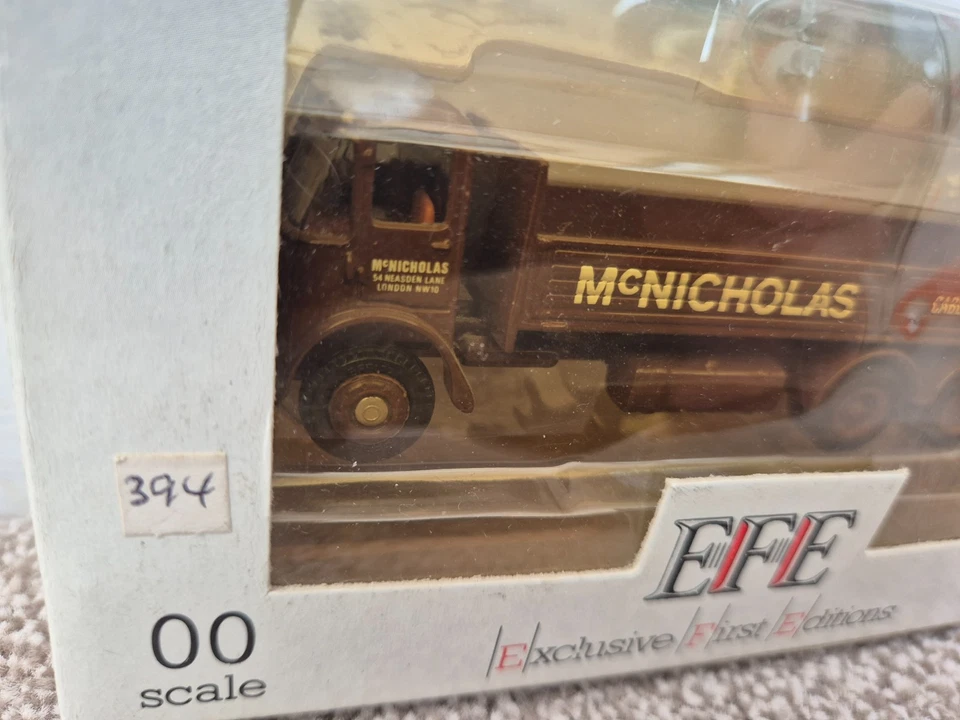 McNICHOLAS
54 NEASDEN LANE
LONDON NW10
McNICHOLAS
394
EFE
00
scale
Exclusive First Editions